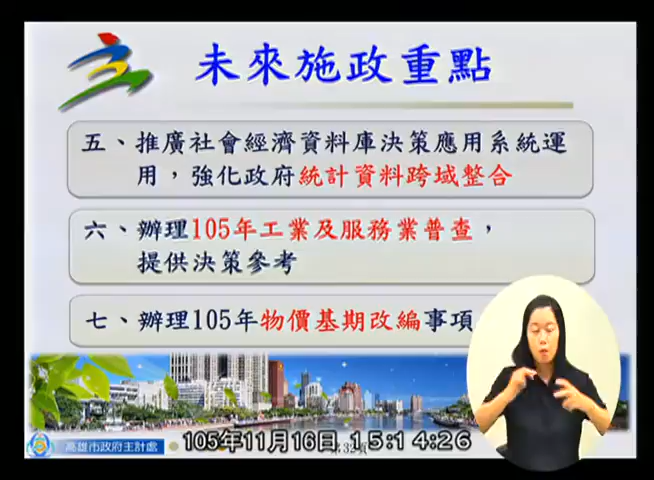 未來施政重點
五、推廣社會經濟資料庫決策應用系統運
用，強化政府統計資料跨域整合
六、辦理105年工業及服務業普查，
提供決策參考
七、辦理105年物價基期改編事項
高雄市政府主計處
105年11月16日 15:14:26